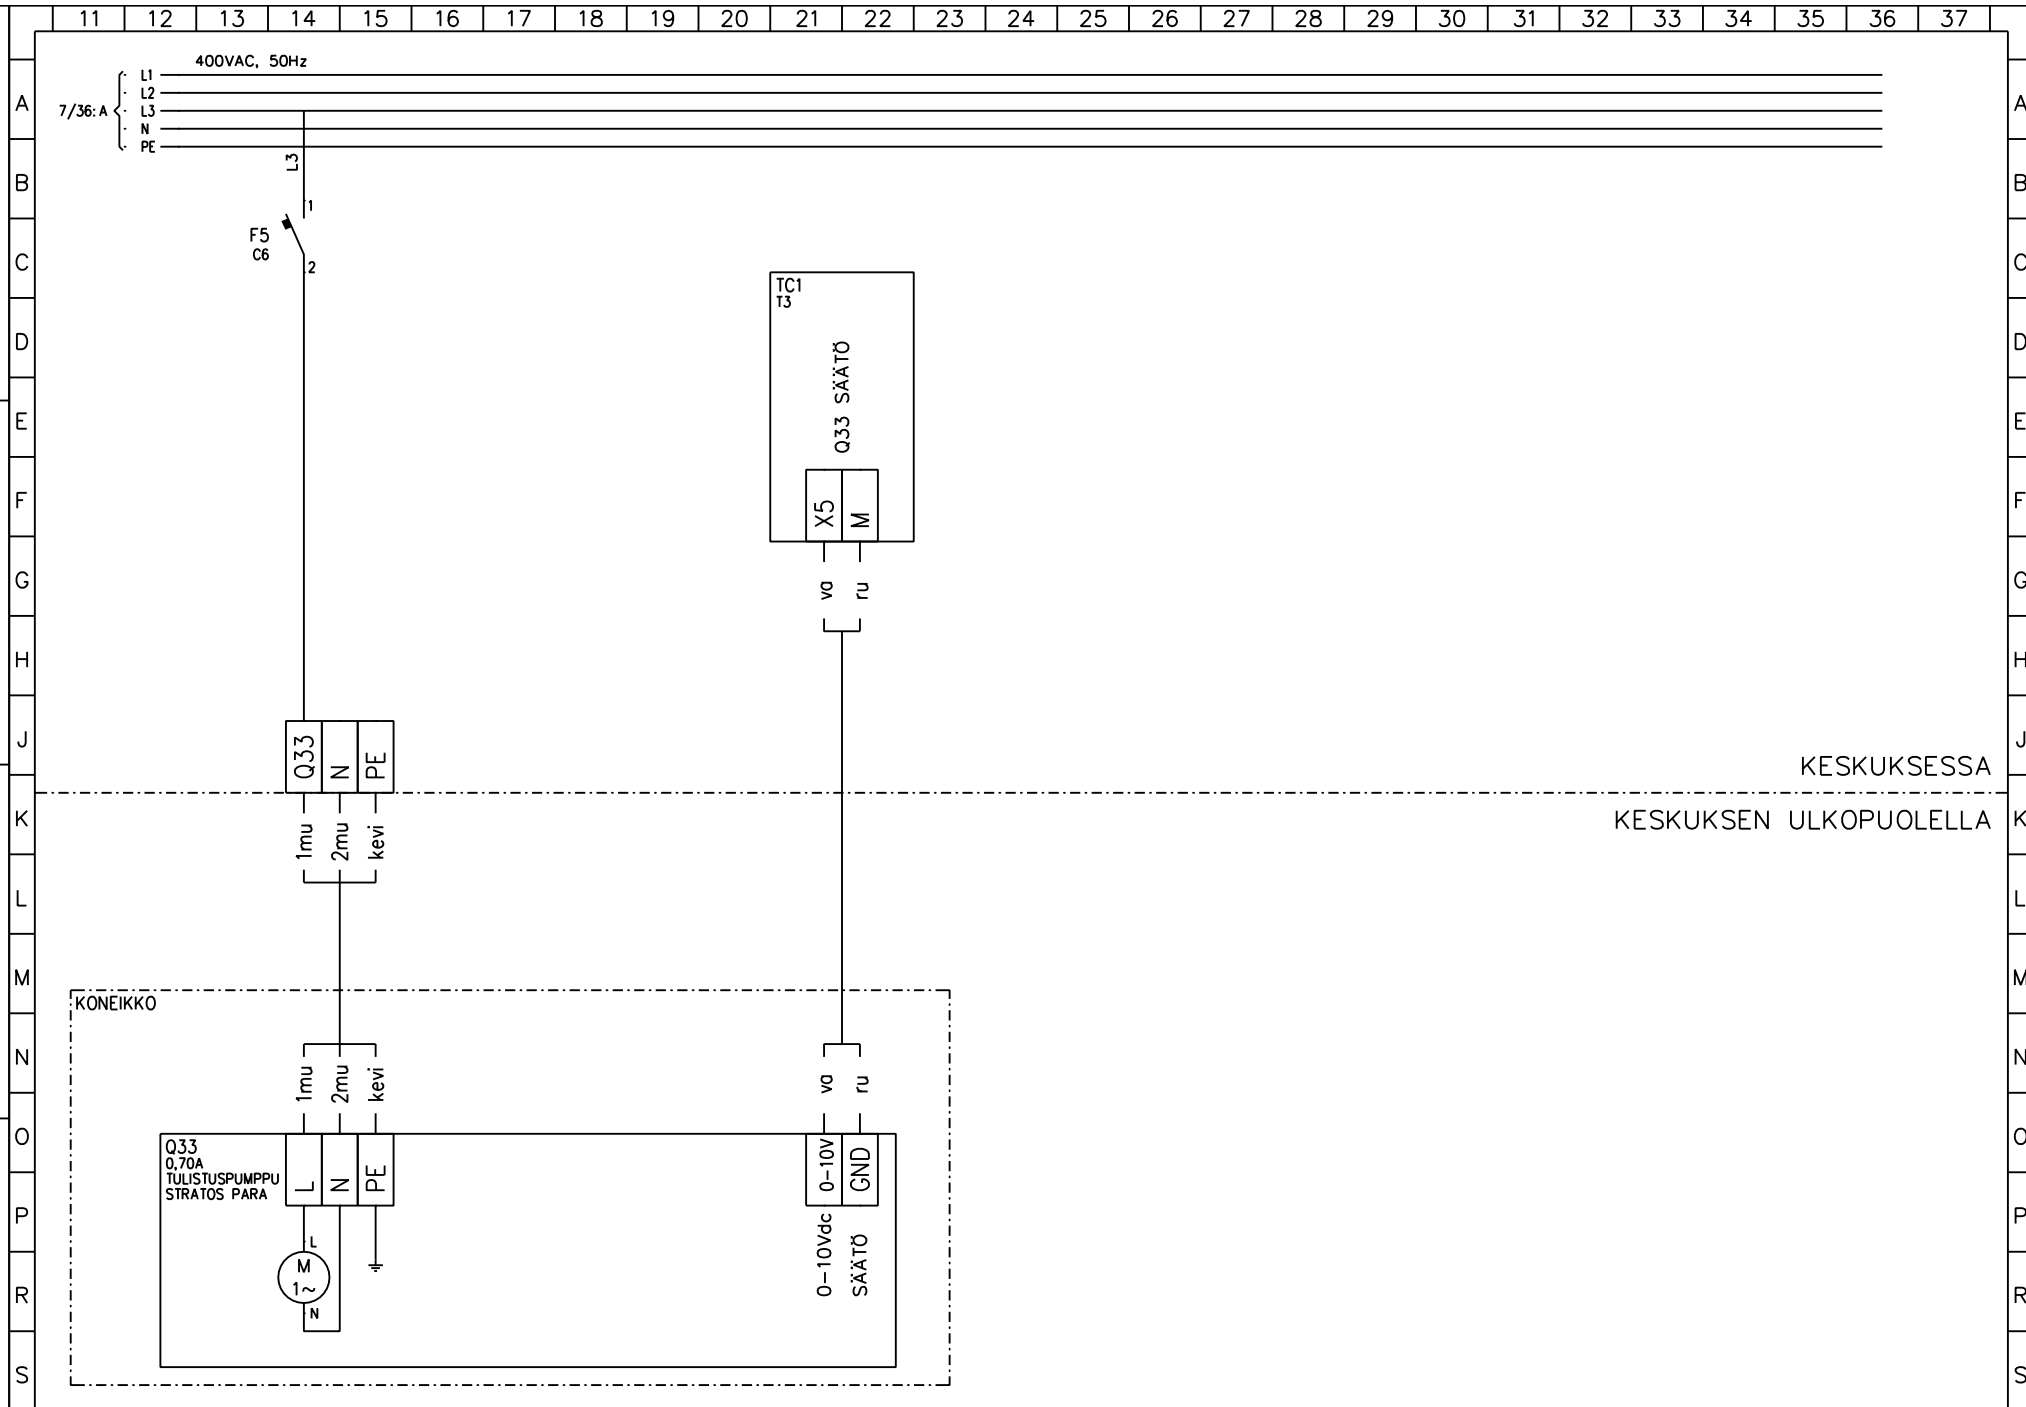 11 12 13 14 15 16 17 18 19 20 21 22 23 24 25 26 27 28 29 30 31 32 33 34 35 36 37
400VAC, 50Hz
7/36:A
L1
L2
L3
N
PE
A A
B B
C C
D D
E E
F F
G G
H H
J J
K K
L L
M M
N N
O O
P P
R R
S S
L3
1
F5
C6
2
TC1
T3
Q33 SÄÄTÖ
X5 M
va ru
Q33 N PE
KESKUKSESSA
KESKUKSEN ULKOPUOLELLA
1mu 2mu kevi
KONEIKKO
1mu 2mu kevi
va ru
Q33
0,70A
TULISTUSPUMPPU
STRATOS PARA
L N PE
0-10V GND
0-10Vdc
SÄÄTÖ
L
M
1~
N